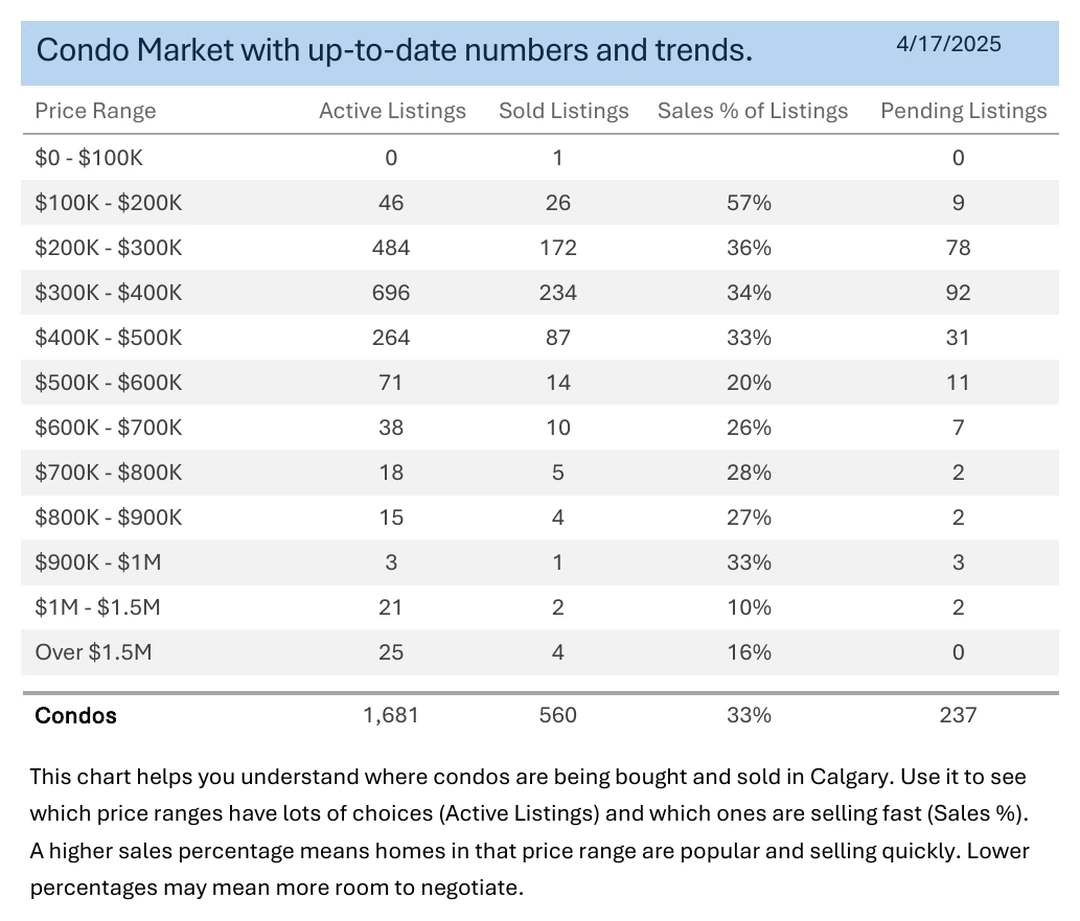 Condo Market with up-to-date numbers and trends. 4/17/2025
Price Range Active Listings Sold Listings Sales % of Listings Pending Listings
$0 - $100K 0 1 0
$100K - $200K 46 26 57% 9
$200K - $300K 484 172 36% 78
$300K - $400K 696 234 34% 92
$400K - $500K 264 87 33% 31
$500K - $600K 71 14 20% 11
$600K - $700K 38 10 26% 7
$700K - $800K 18 5 28% 2
$800K - $900K 15 4 27% 2
$900K - $1M 3 1 33% 3
$1M - $1.5M 21 2 10% 2
Over $1.5M 25 4 16% 0
Condos 1,681 560 33% 237
This chart helps you understand where condos are being bought and sold in Calgary. Use it to see
which price ranges have lots of choices (Active Listings) and which ones are selling fast (Sales %).
A higher sales percentage means homes in that price range are popular and selling quickly. Lower
percentages may mean more room to negotiate.